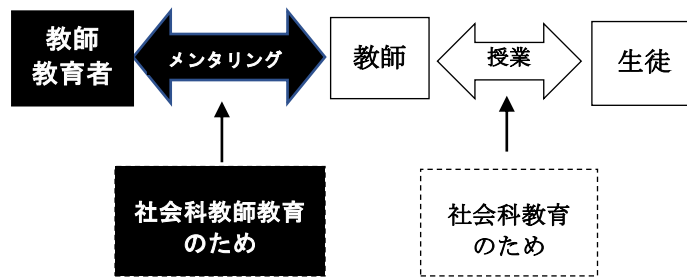 教師
教育者
メンタリング
教師
授業
生徒
社会科教師教育
のため
社会科教育
のため